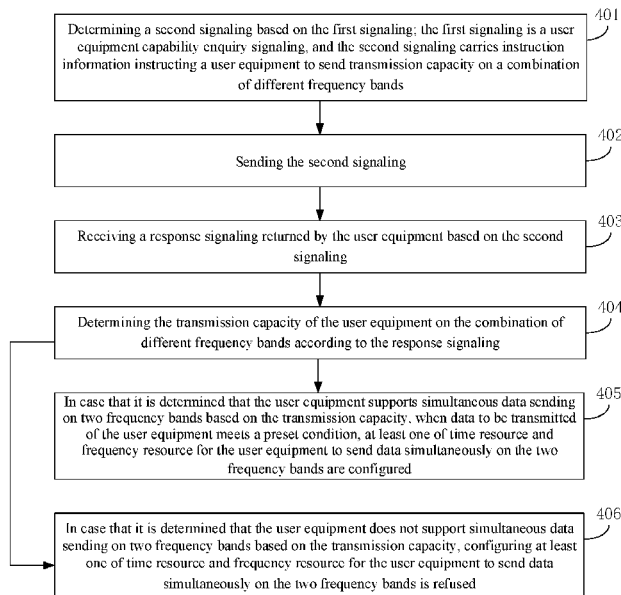 401
Determining a second signaling based on the first signaling; the first signaling is a user
equipment capability enquiry signaling, and the second signaling carries instruction
information instructing a user equipment to send transmission capacity on a combination
of different frequency bands
402
Sending the second signaling
403
Receiving a response signaling returned by the user equipment based on the second
signaling
404
Determining the transmission capacity of the user equipment on the combination of
different frequency bands according to the response signaling
405
In case that it is determined that the user equipment supports simultaneous data sending
on two frequency bands based on the transmission capacity, when data to be transmitted
of the user equipment meets a preset condition, at least one of time resource and
frequency resource for the user equipment to send data simultaneously on the two
frequency bands are configured
406
In case that it is determined that the user equipment does not support simultaneous data
sending on two frequency bands based on the transmission capacity, configuring at least
one of time resource and frequency resource for the user equipment to send data
simultaneously on the two frequency bands is refused